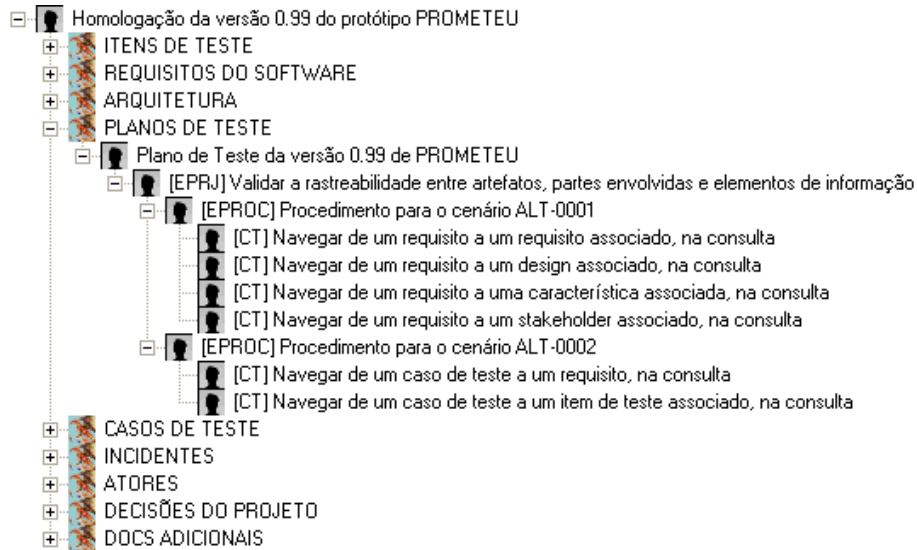 Homologação da versão 0.99 do protótipo PROMETEU
ITENS DE TESTE
REQUISITOS DO SOFTWARE
ARQUITETURA
PLANOS DE TESTE
Plano de Teste da versão 0.99 de PROMETEU
[EPRJ] Validar a rastreabilidade entre artefatos, partes envolvidas e elementos de informação
[EPROC] Procedimento para o cenário ALT-0001
[CT] Navegar de um requisito a um requisito associado, na consulta
[CT] Navegar de um requisito a um design associado, na consulta
[CT] Navegar de um requisito a uma característica associada, na consulta
[CT] Navegar de um requisito a um stakeholder associado, na consulta
[EPROC] Procedimento para o cenário ALT-0002
[CT] Navegar de um caso de teste a um requisito, na consulta
[CT] Navegar de um caso de teste a um item de teste associado, na consulta
CASOS DE TESTE
INCIDENTES
ATORES
DECISÕES DO PROJETO
DOCS ADICIONAIS